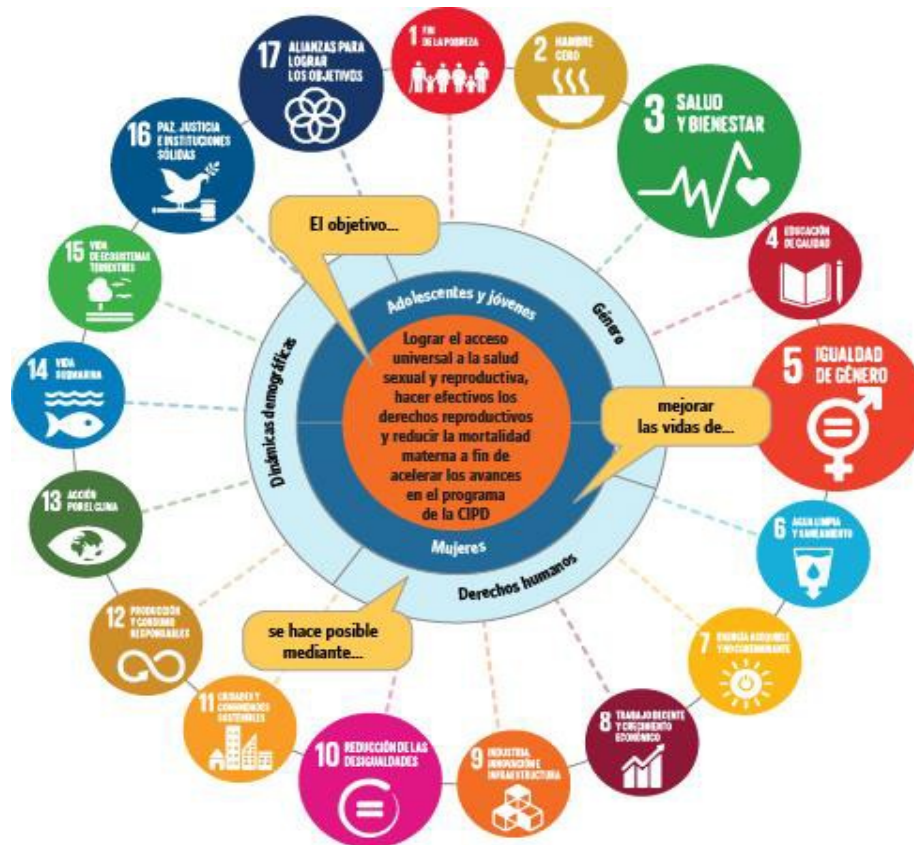 1 FIN
DE LA POBREZA
2 HAMBRE
CERO
3 SALUD
Y BIENESTAR
4 EDUCACIÓN
DE CALIDAD
5 IGUALDAD
DE GÉNERO
6 AGUA LIMPIA
Y SANEAMIENTO
7 ENERGÍA ASEQUIBLE
Y NO CONTAMINANTE
8 TRABAJO DECENTE
Y CRECIMIENTO
ECONÓMICO
9 INDUSTRIA,
INNOVACIÓN E
INFRAESTRUCTURA
10 REDUCCIÓN DE LAS
DESIGUALDADES
11 CIUDADES Y
COMUNIDADES
SOSTENIBLES
12 PRODUCCIÓN
Y CONSUMO
RESPONSABLES
13 ACCIÓN
POR EL CLIMA
14 VIDA
SUBMARINA
15 VIDA
DE ECOSISTEMAS
TERRESTRES
16 PAZ, JUSTICIA
E INSTITUCIONES
SÓLIDAS
17 ALIANZAS PARA
LOGRAR
LOS OBJETIVOS
El objetivo...
Lograr el acceso
universal a la salud
sexual y reproductiva,
hacer efectivos los
derechos reproductivos
y reducir la mortalidad
materna a fin de
acelerar los avances
en el programa
de la CIPD
mejorar
las vidas de...
Adolescentes y jóvenes
Mujeres
se hace posible
mediante...
Género
Derechos humanos
Dinámicas demográficas